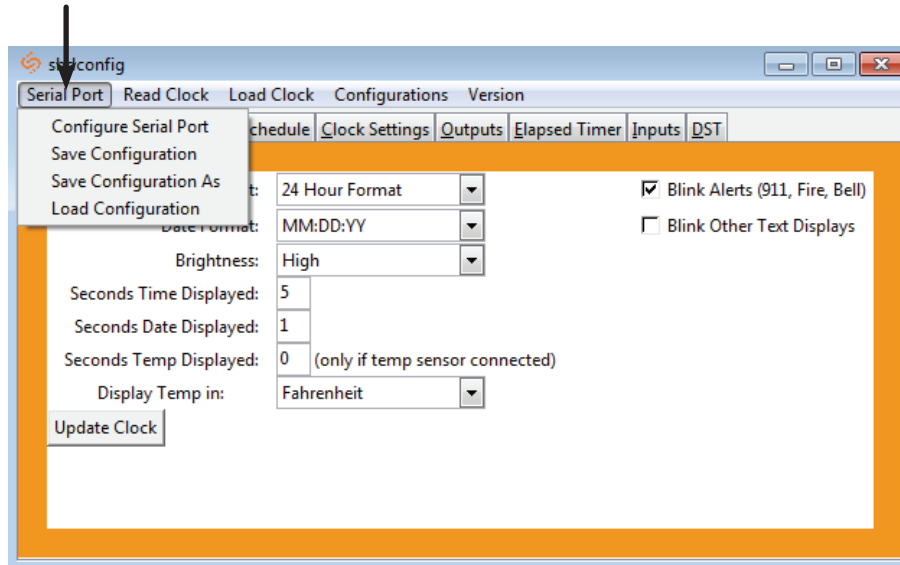 config
Serial Port Read Clock Load Clock Configurations Version
Configure Serial Port
Save Configuration
Save Configuration As
Load Configuration
Clock Settings Outputs Elapsed Timer Inputs DST
24 Hour Format Blink Alerts (911, Fire, Bell)
Date Format: MM:DD:YY Blink Other Text Displays
Brightness: High
Seconds Time Displayed: 5
Seconds Date Displayed: 1
Seconds Temp Displayed: 0 (only if temp sensor connected)
Display Temp in: Fahrenheit
Update Clock